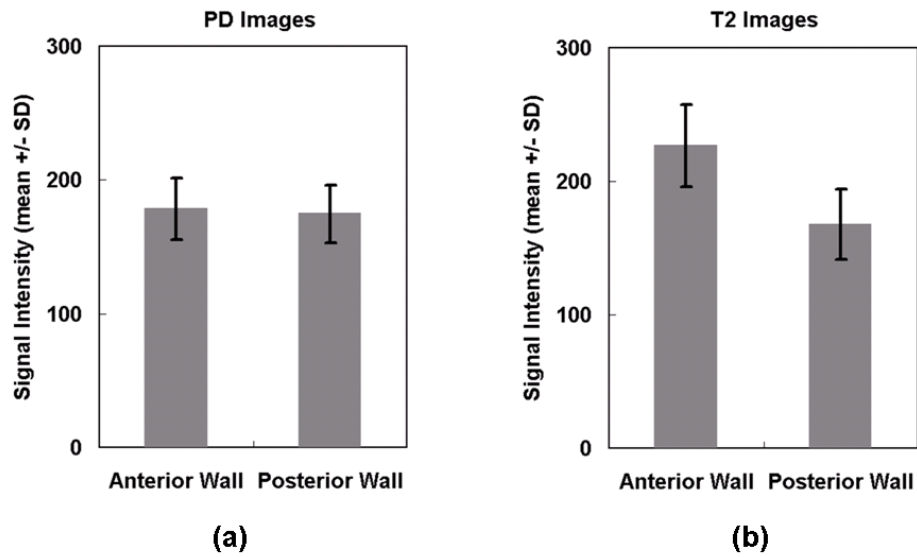 PD Images
Signal Intensity (mean +/- SD)
300
200
100
0
Anterior Wall Posterior Wall
(a)
T2 Images
Signal Intensity (mean +/- SD)
300
200
100
0
Anterior Wall Posterior Wall
(b)